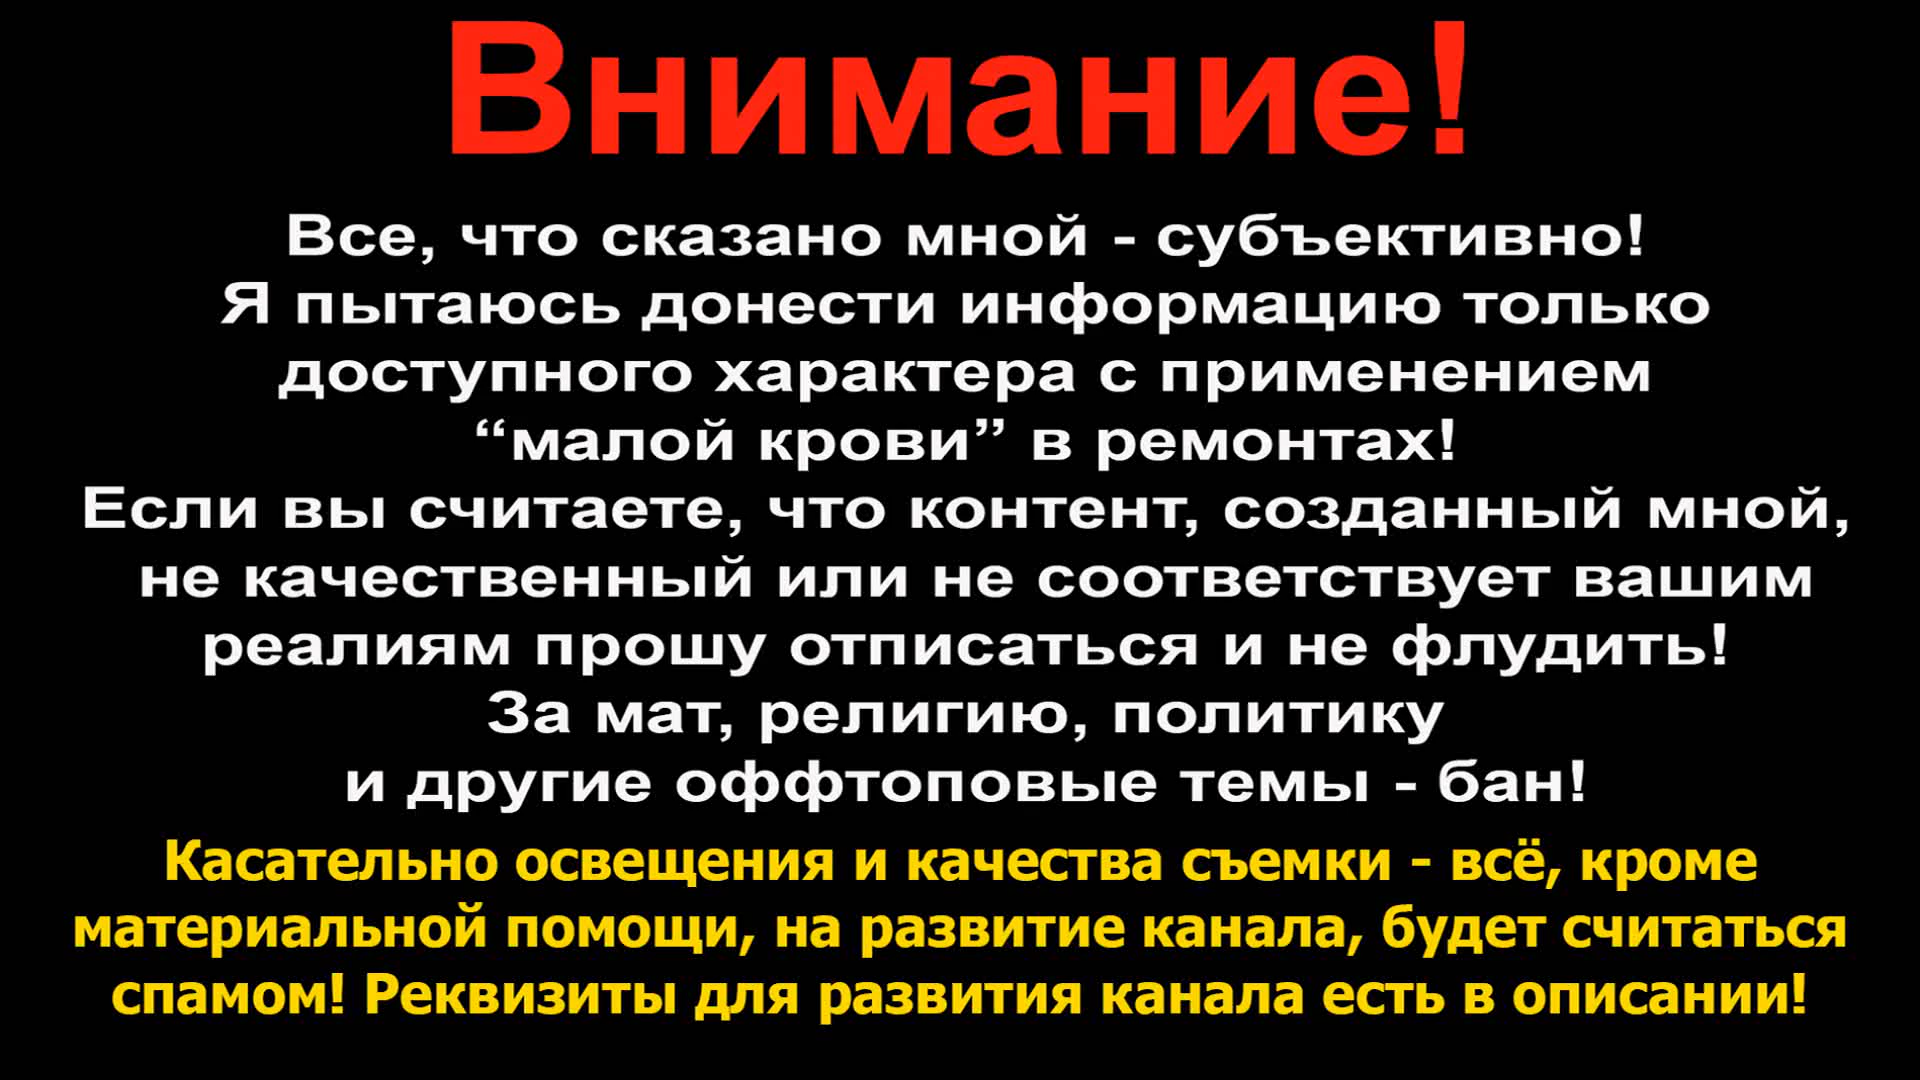 Внимание!
Все, что сказано мной - субъективно!
Я пытаюсь донести информацию только
доступного характера с применением
“малой крови” в ремонтах!
Если вы считаете, что контент, созданный мной,
не качественный или не соответствует вашим
реалиям прошу отписаться и не флудить!
За мат, религию, политику
и другие оффтоповые темы - бан!
Касательно освещения и качества съемки - всё, кроме
материальной помощи, на развитие канала, будет считаться
спамом! Реквизиты для развития канала есть в описании!